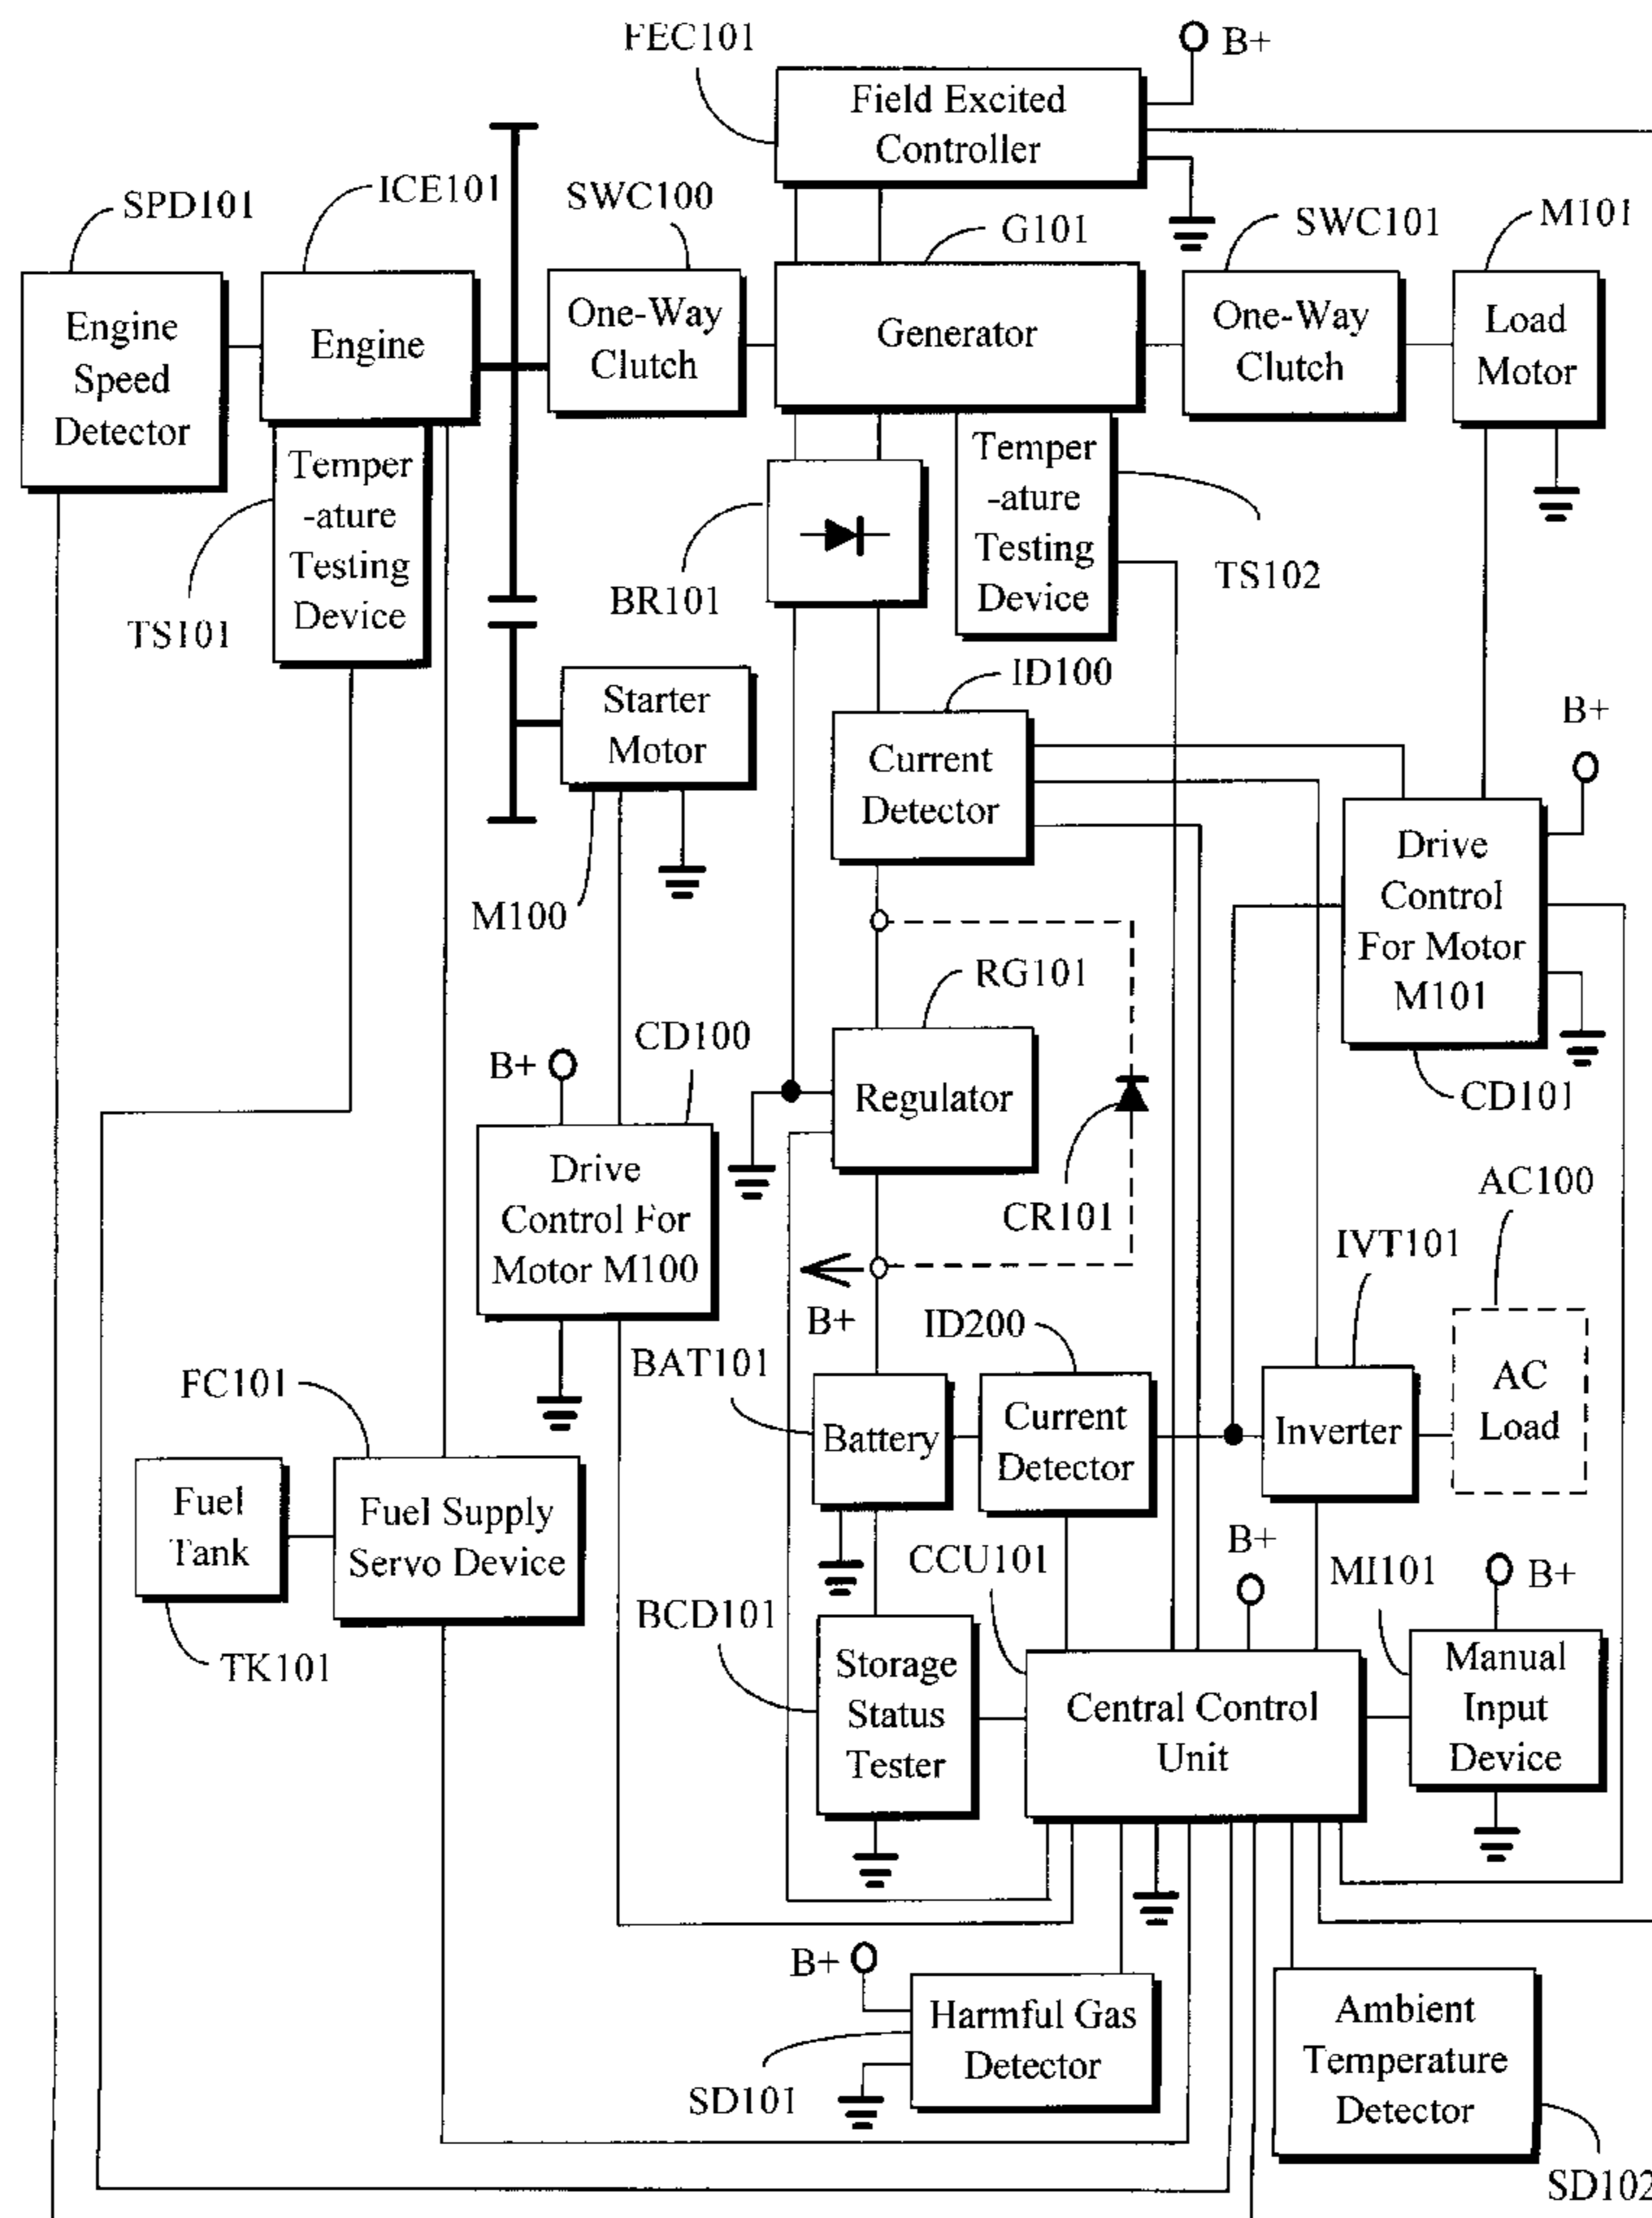 FEC101
B+
Field Excited
Controller
SPD101
ICE101
SWC100
G101
SWC101
M101
Engine
Speed
Detector
Engine
One-Way
Clutch
Generator
One-Way
Clutch
Load
Motor
Temper
-ature
Testing
Device
TS101
BR101
Temper
-ature
Testing
Device
TS102
Starter
Motor
M100
ID100
Current
Detector
B+
Drive
Control
For Motor
M101
CD101
RG101
Regulator
CR101
B+
CD100
Drive
Control For
Motor M100
B+
AC100
IVT101
AC
Load
Inverter
ID200
Current
Detector
BAT101
Battery
FC101
Fuel
Tank
Fuel Supply
Servo Device
TK101
BCD101
CCU101
B+
MI101
B+
Storage
Status
Tester
Central Control
Unit
Manual
Input
Device
B+
Harmful Gas
Detector
SD101
Ambient
Temperature
Detector
SD102